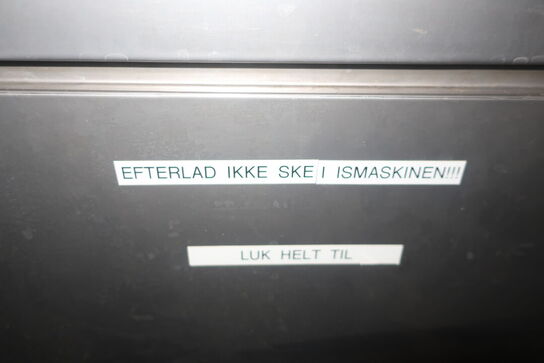 EFTERLAD IKKE SKE I ISMASKINEN!!!
LUK HELT TIL